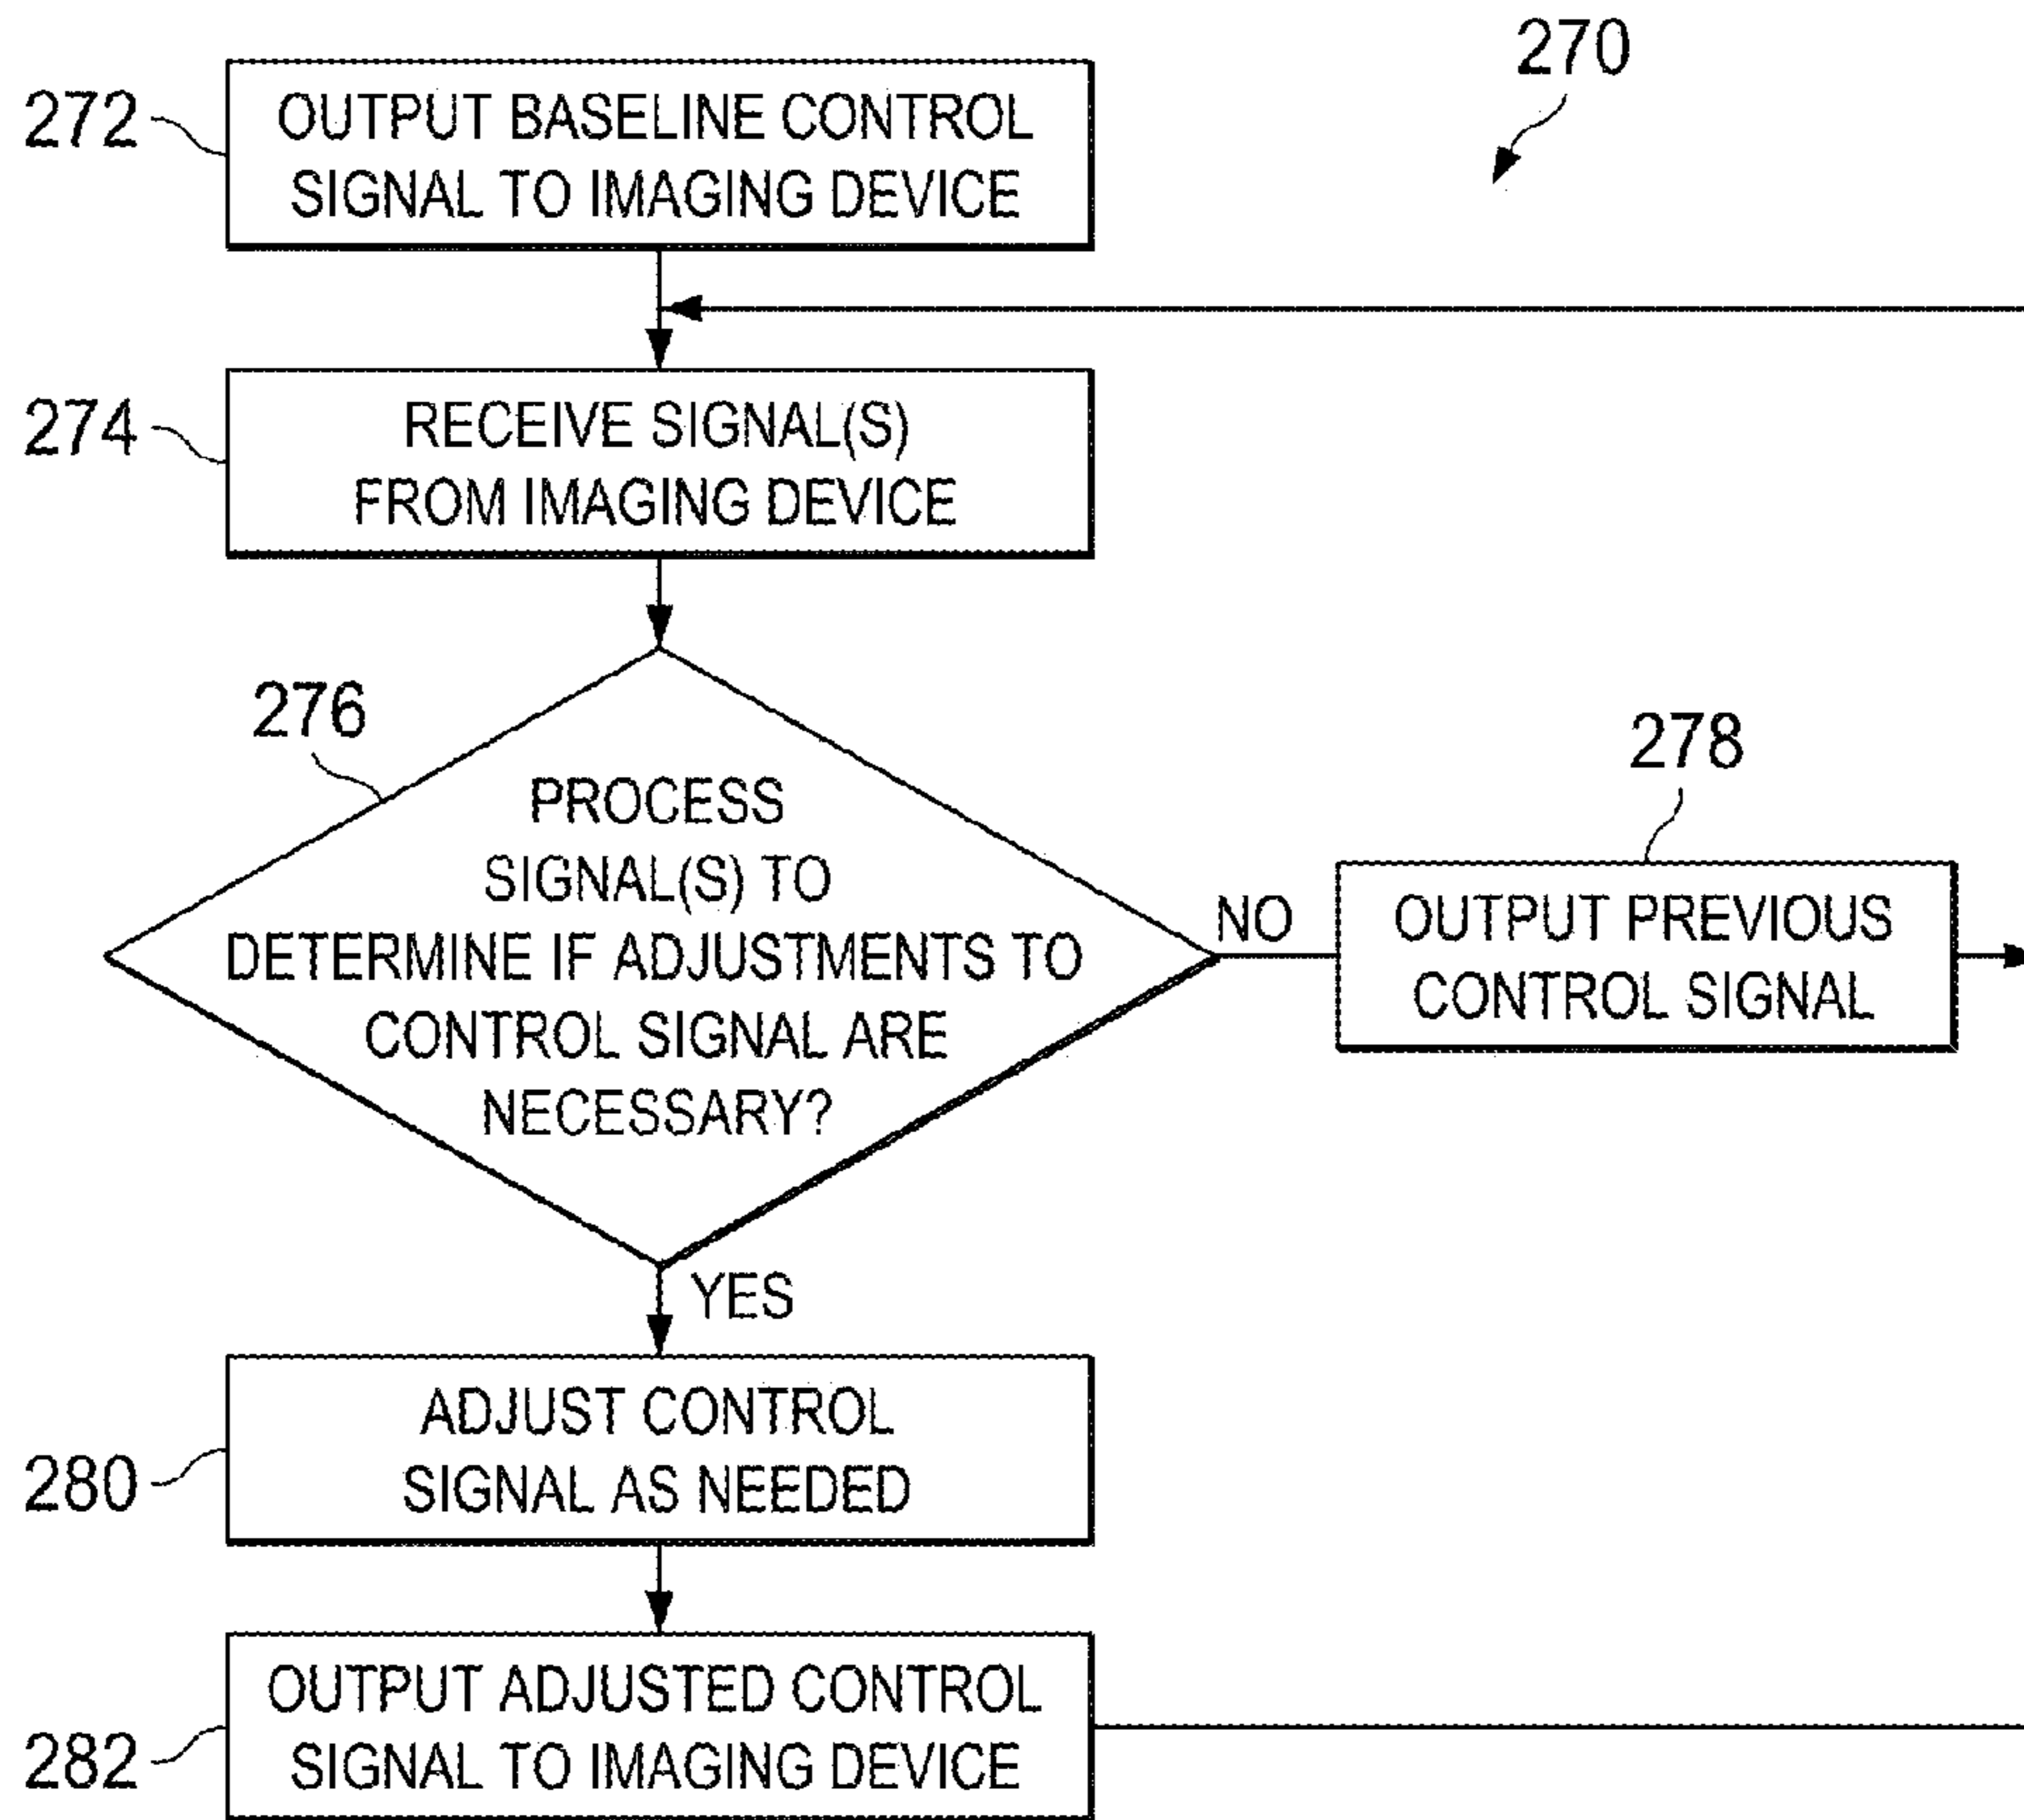 270
272
OUTPUT BASELINE CONTROL
SIGNAL TO IMAGING DEVICE
274
RECEIVE SIGNAL(S)
FROM IMAGING DEVICE
276
PROCESS
SIGNAL(S) TO
DETERMINE IF ADJUSTMENTS TO
CONTROL SIGNAL ARE
NECESSARY?
NO
278
OUTPUT PREVIOUS
CONTROL SIGNAL
YES
280
ADJUST CONTROL
SIGNAL AS NEEDED
282
OUTPUT ADJUSTED CONTROL
SIGNAL TO IMAGING DEVICE